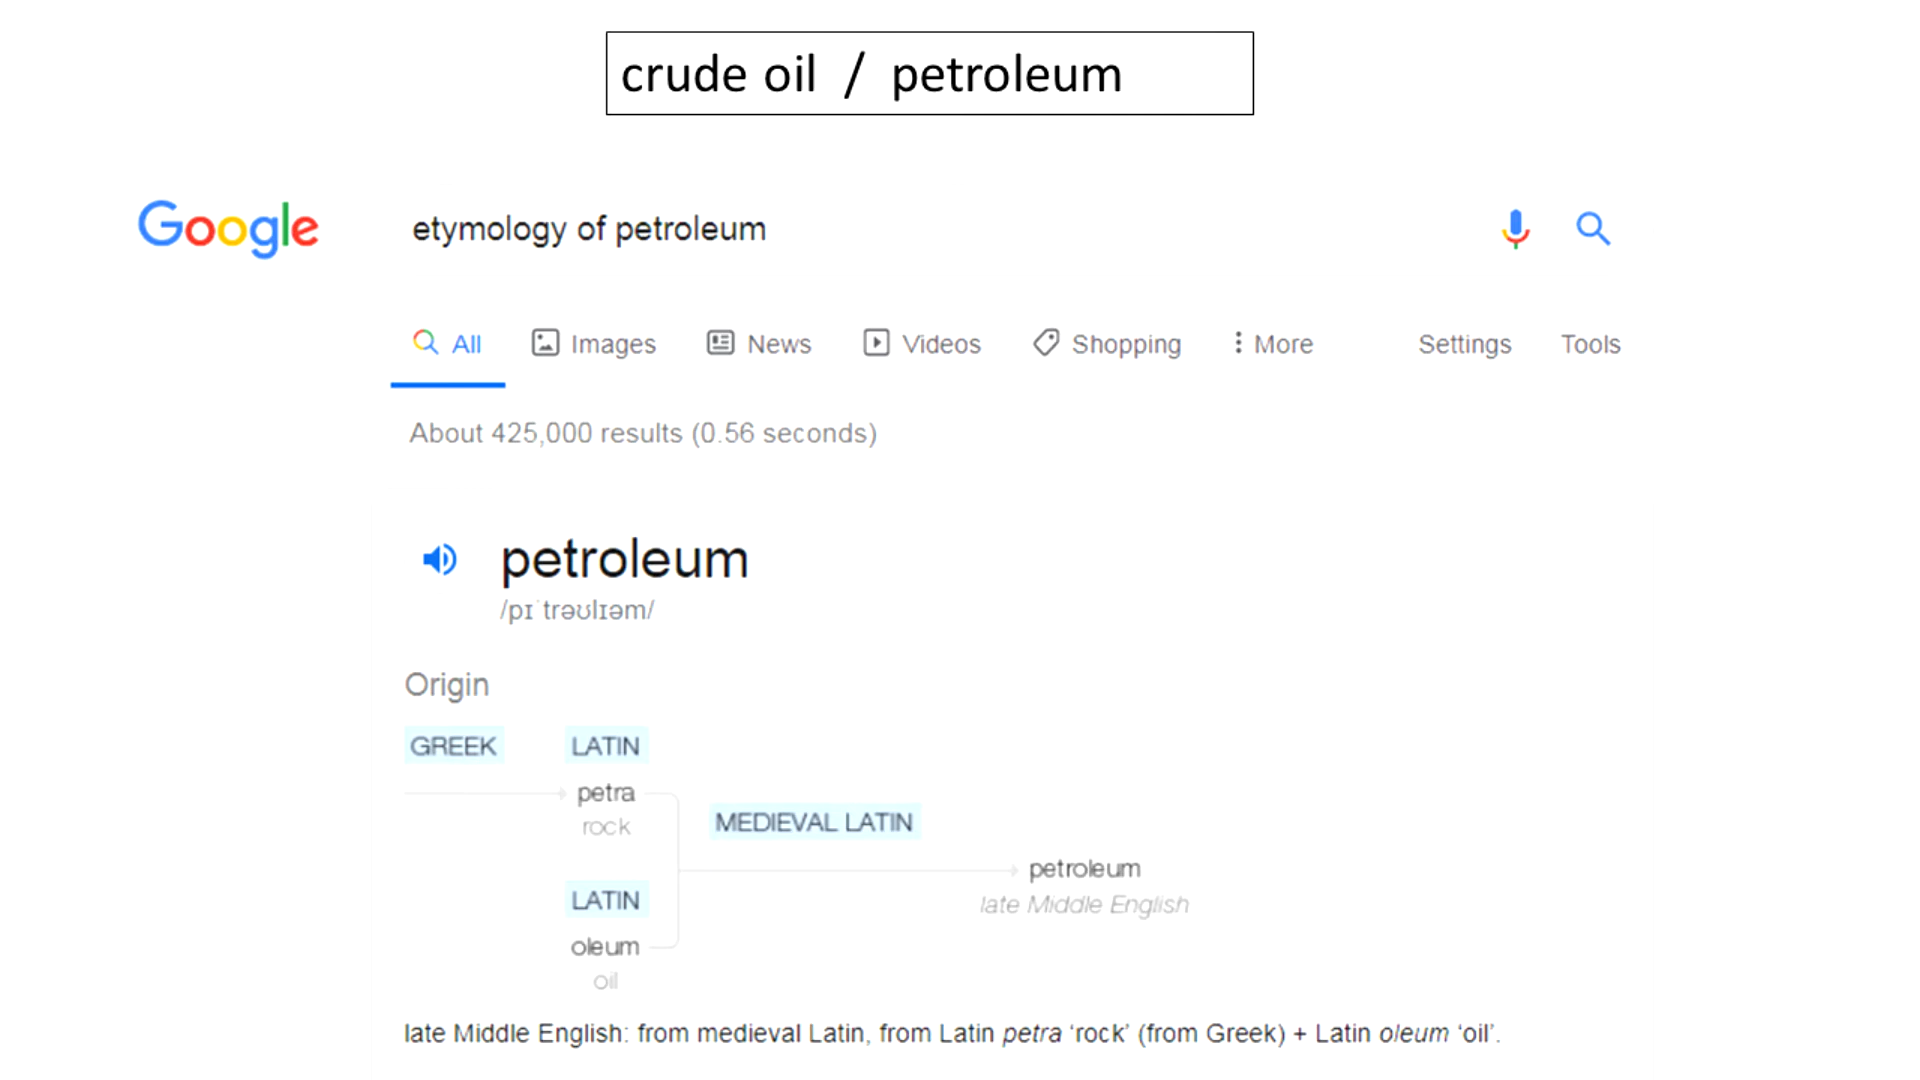 crude oil / petroleum
Google
etymology of petroleum
All Images News Videos Shopping More Settings Tools
About 425,000 results (0.56 seconds)
petroleum
/pɪˈtrəʊlɪəm/
Origin
GREEK LATIN
petra
rock
MEDIEVAL LATIN
petroleum
late Middle English
LATIN
oleum
oil
late Middle English: from medieval Latin, from Latin petra ‘rock’ (from Greek) + Latin oleum ‘oil’.